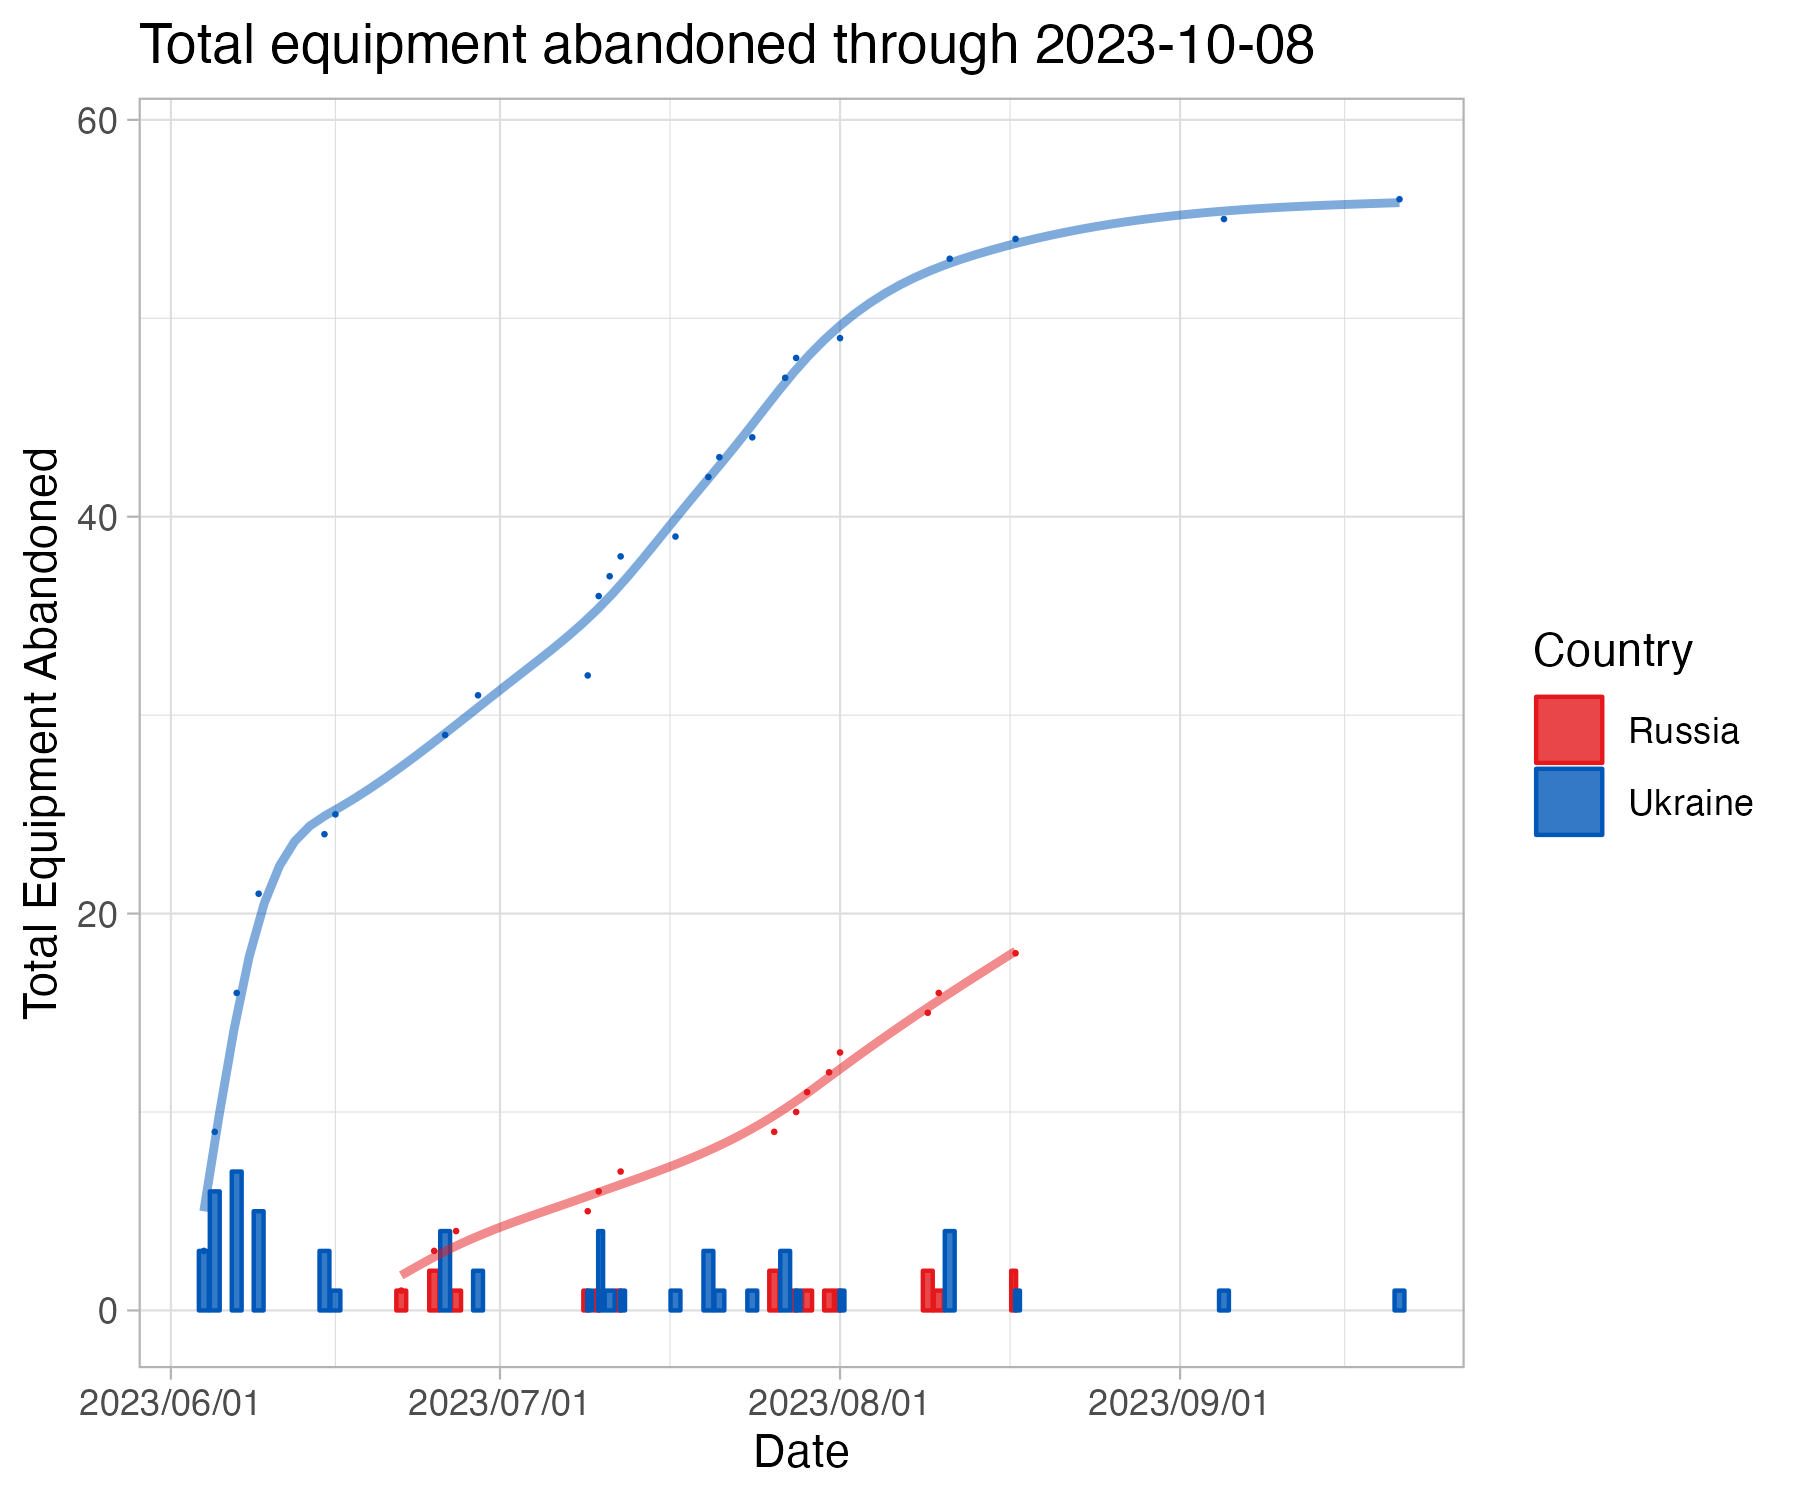 Total equipment abandoned through 2023-10-08
Total Equipment Abandoned
60
40
20
0
2023/06/01
2023/07/01
2023/08/01
2023/09/01
Date
Country
Russia
Ukraine